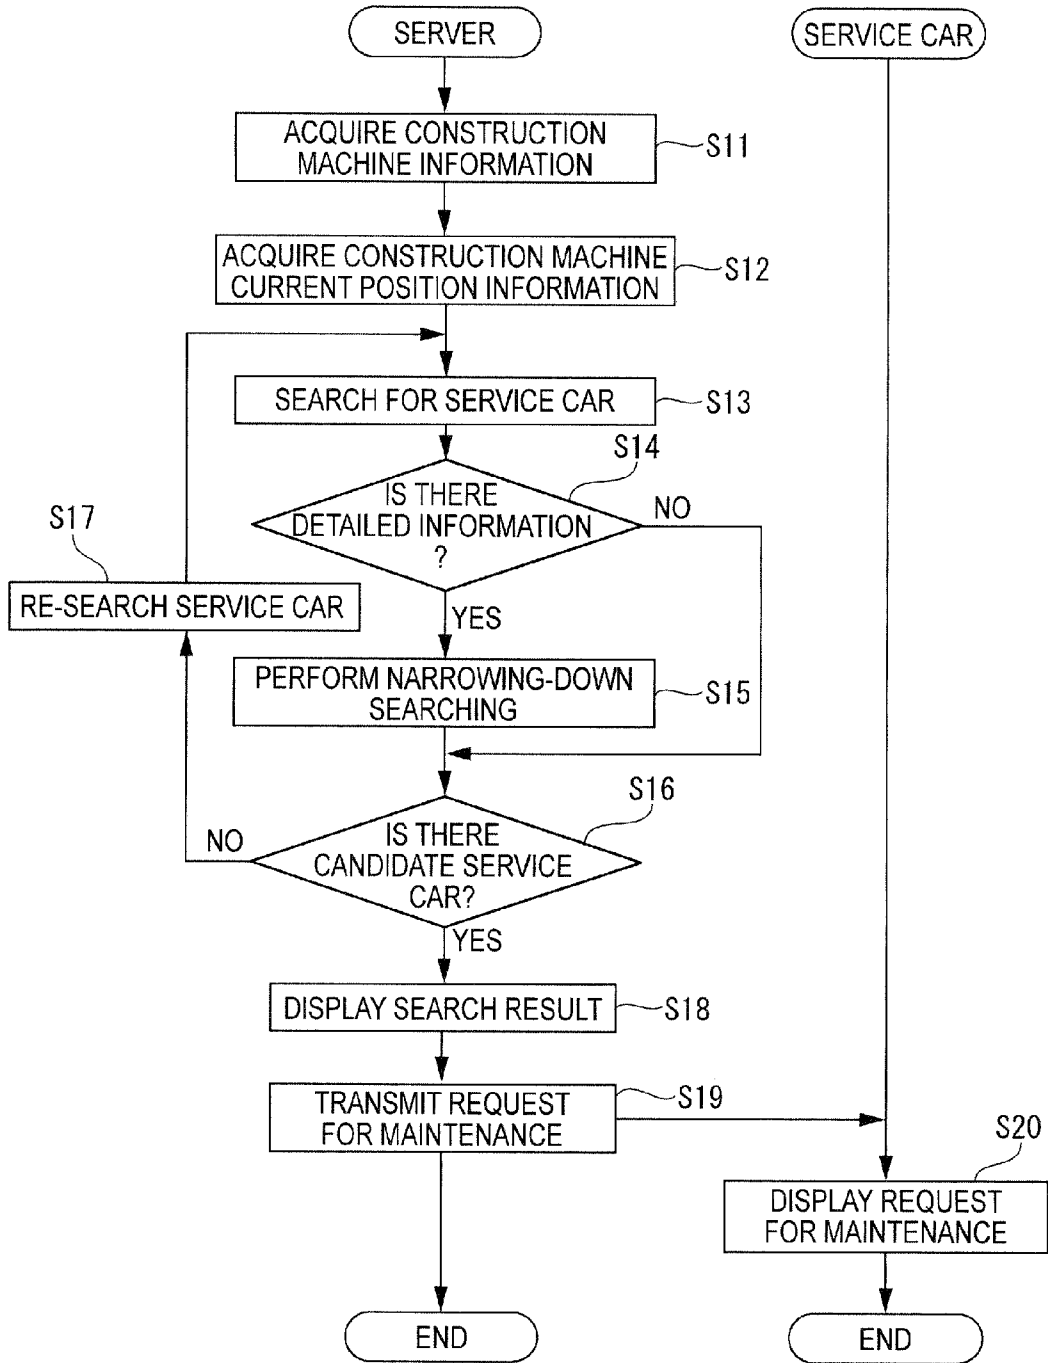 SERVER
SERVICE CAR
ACQUIRE CONSTRUCTION
MACHINE INFORMATION
S11
ACQUIRE CONSTRUCTION MACHINE
CURRENT POSITION INFORMATION
S12
SEARCH FOR SERVICE CAR
S13
S14
IS THERE
DETAILED INFORMATION
?
NO
YES
S17
RE-SEARCH SERVICE CAR
PERFORM NARROWING-DOWN
SEARCHING
S15
S16
IS THERE
CANDIDATE SERVICE
CAR?
NO
YES
DISPLAY SEARCH RESULT
S18
TRANSMIT REQUEST
FOR MAINTENANCE
S19
S20
DISPLAY REQUEST
FOR MAINTENANCE
END
END